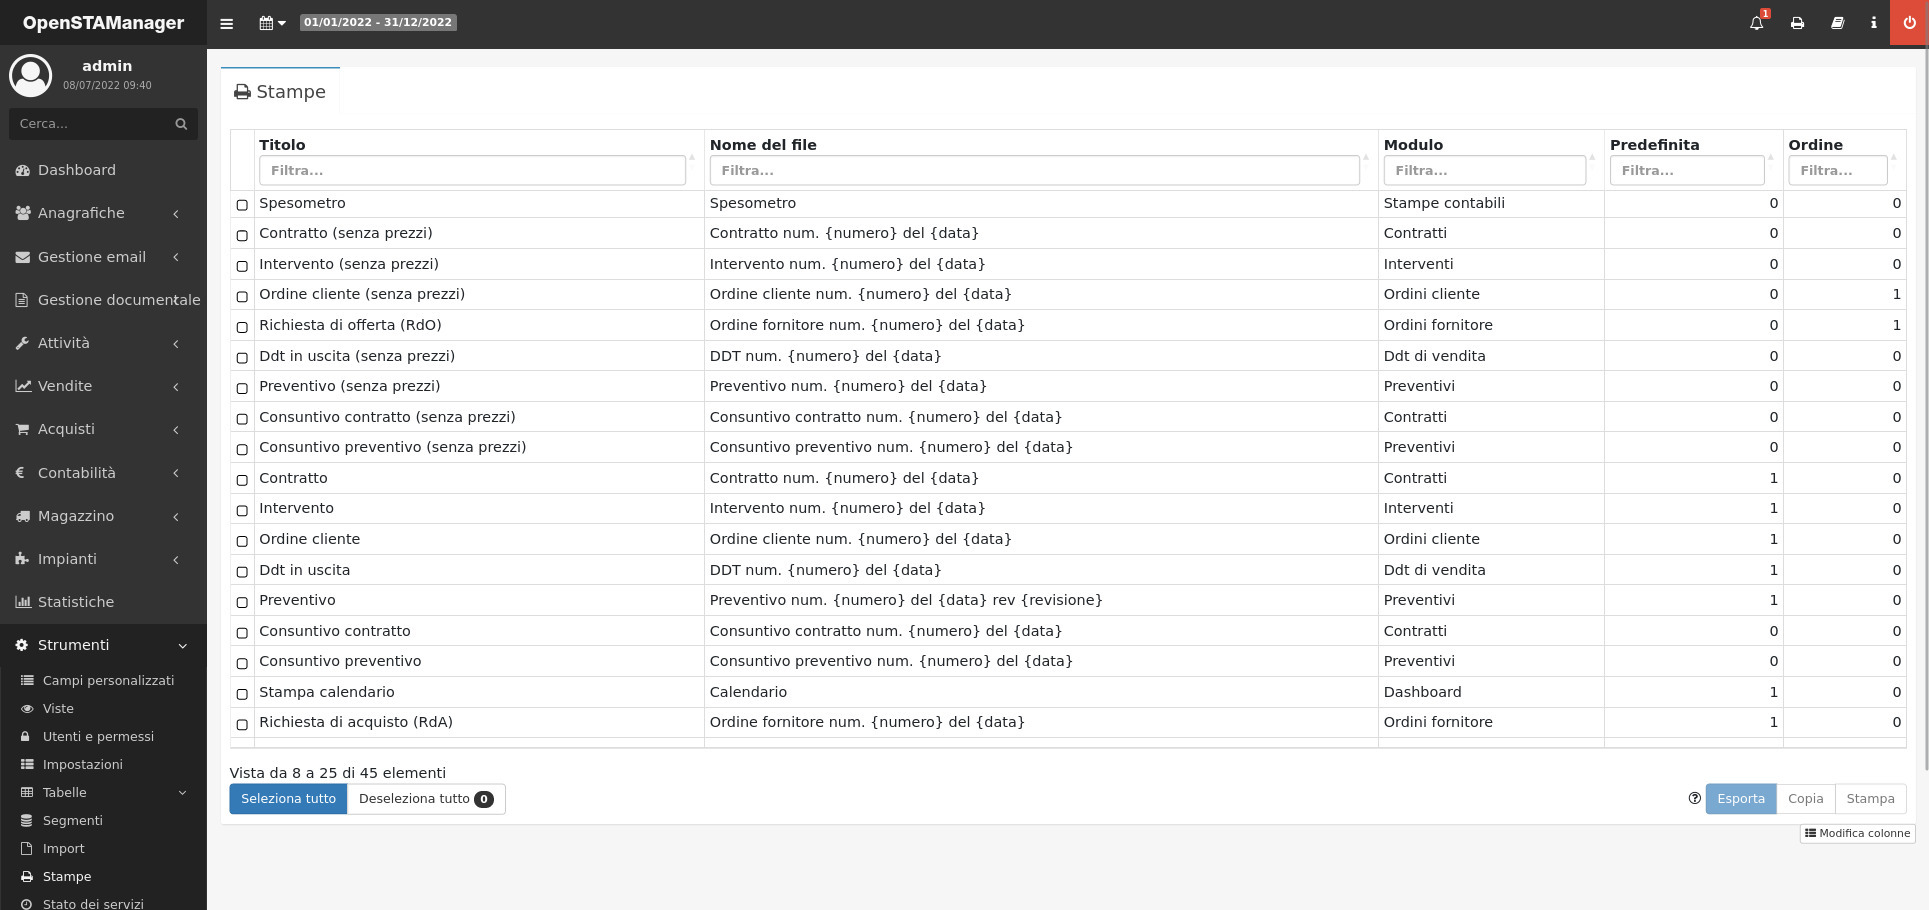 OpenSTAManager
01/01/2022 - 31/12/2022
1
admin
08/07/2022 09:40
Cerca...
Dashboard
Anagrafiche
Gestione email
Gestione documentale
Attività
Vendite
Acquisti
Contabilità
Magazzino
Impianti
Statistiche
Strumenti
Campi personalizzati
Viste
Utenti e permessi
Impostazioni
Tabelle
Segmenti
Import
Stampe
Stato dei servizi
Stampe
Titolo Nome del file Modulo Predefinita Ordine
Filtra... Filtra... Filtra... Filtra... Filtra...
Spesometro Spesometro Stampe contabili 0 0
Contratto (senza prezzi) Contratto num. {numero} del {data} Contratti 0 0
Intervento (senza prezzi) Intervento num. {numero} del {data} Interventi 0 0
Ordine cliente (senza prezzi) Ordine cliente num. {numero} del {data} Ordini cliente 0 1
Richiesta di offerta (RdO) Ordine fornitore num. {numero} del {data} Ordini fornitore 0 1
Ddt in uscita (senza prezzi) DDT num. {numero} del {data} Ddt di vendita 0 0
Preventivo (senza prezzi) Preventivo num. {numero} del {data} Preventivi 0 0
Consuntivo contratto (senza prezzi) Consuntivo contratto num. {numero} del {data} Contratti 0 0
Consuntivo preventivo (senza prezzi) Consuntivo preventivo num. {numero} del {data} Preventivi 0 0
Contratto Contratto num. {numero} del {data} Contratti 1 0
Intervento Intervento num. {numero} del {data} Interventi 1 0
Ordine cliente Ordine cliente num. {numero} del {data} Ordini cliente 1 0
Ddt in uscita DDT num. {numero} del {data} Ddt di vendita 1 0
Preventivo Preventivo num. {numero} del {data} rev {revisione} Preventivi 1 0
Consuntivo contratto Consuntivo contratto num. {numero} del {data} Contratti 0 0
Consuntivo preventivo Consuntivo preventivo num. {numero} del {data} Preventivi 0 0
Stampa calendario Calendario Dashboard 1 0
Richiesta di acquisto (RdA) Ordine fornitore num. {numero} del {data} Ordini fornitore 1 0
Vista da 8 a 25 di 45 elementi
Seleziona tutto Deseleziona tutto 0 Esporta Copia Stampa
Modifica colonne